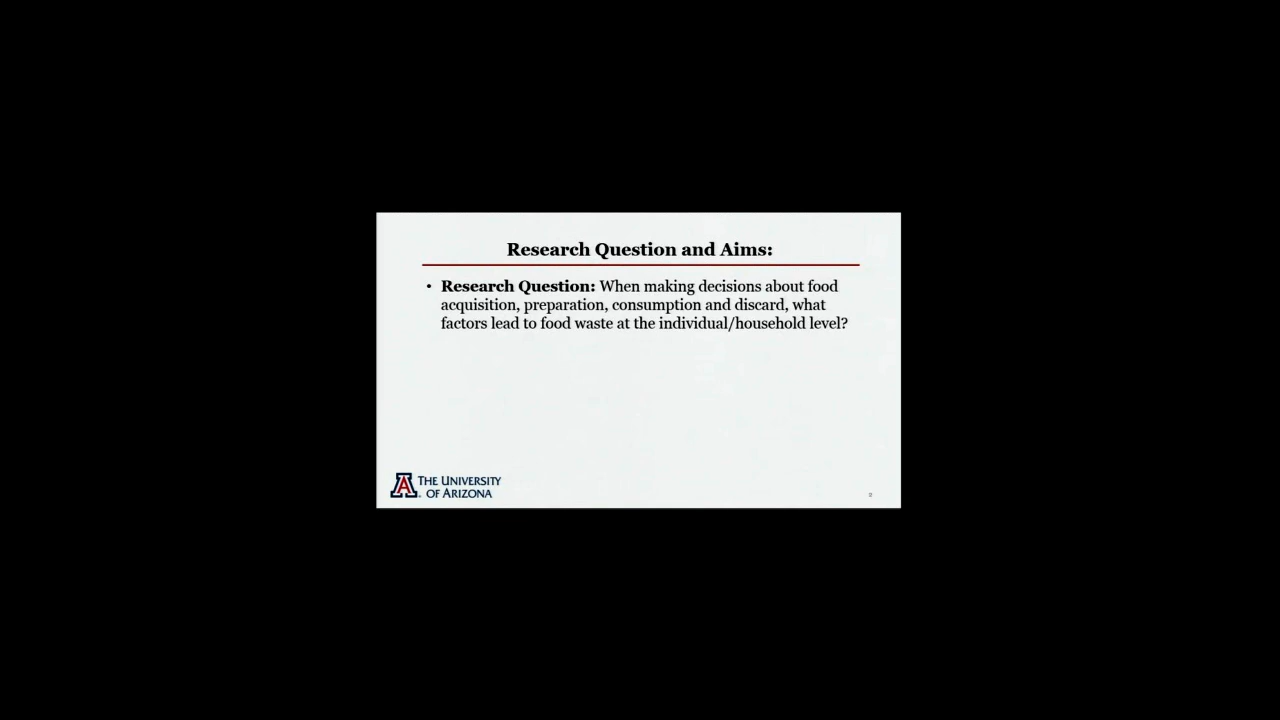 Research Question and Aims:
• Research Question: When making decisions about food
acquisition, preparation, consumption and discard, what
factors lead to food waste at the individual/household level?
A THE UNIVERSITY
OF ARIZONA